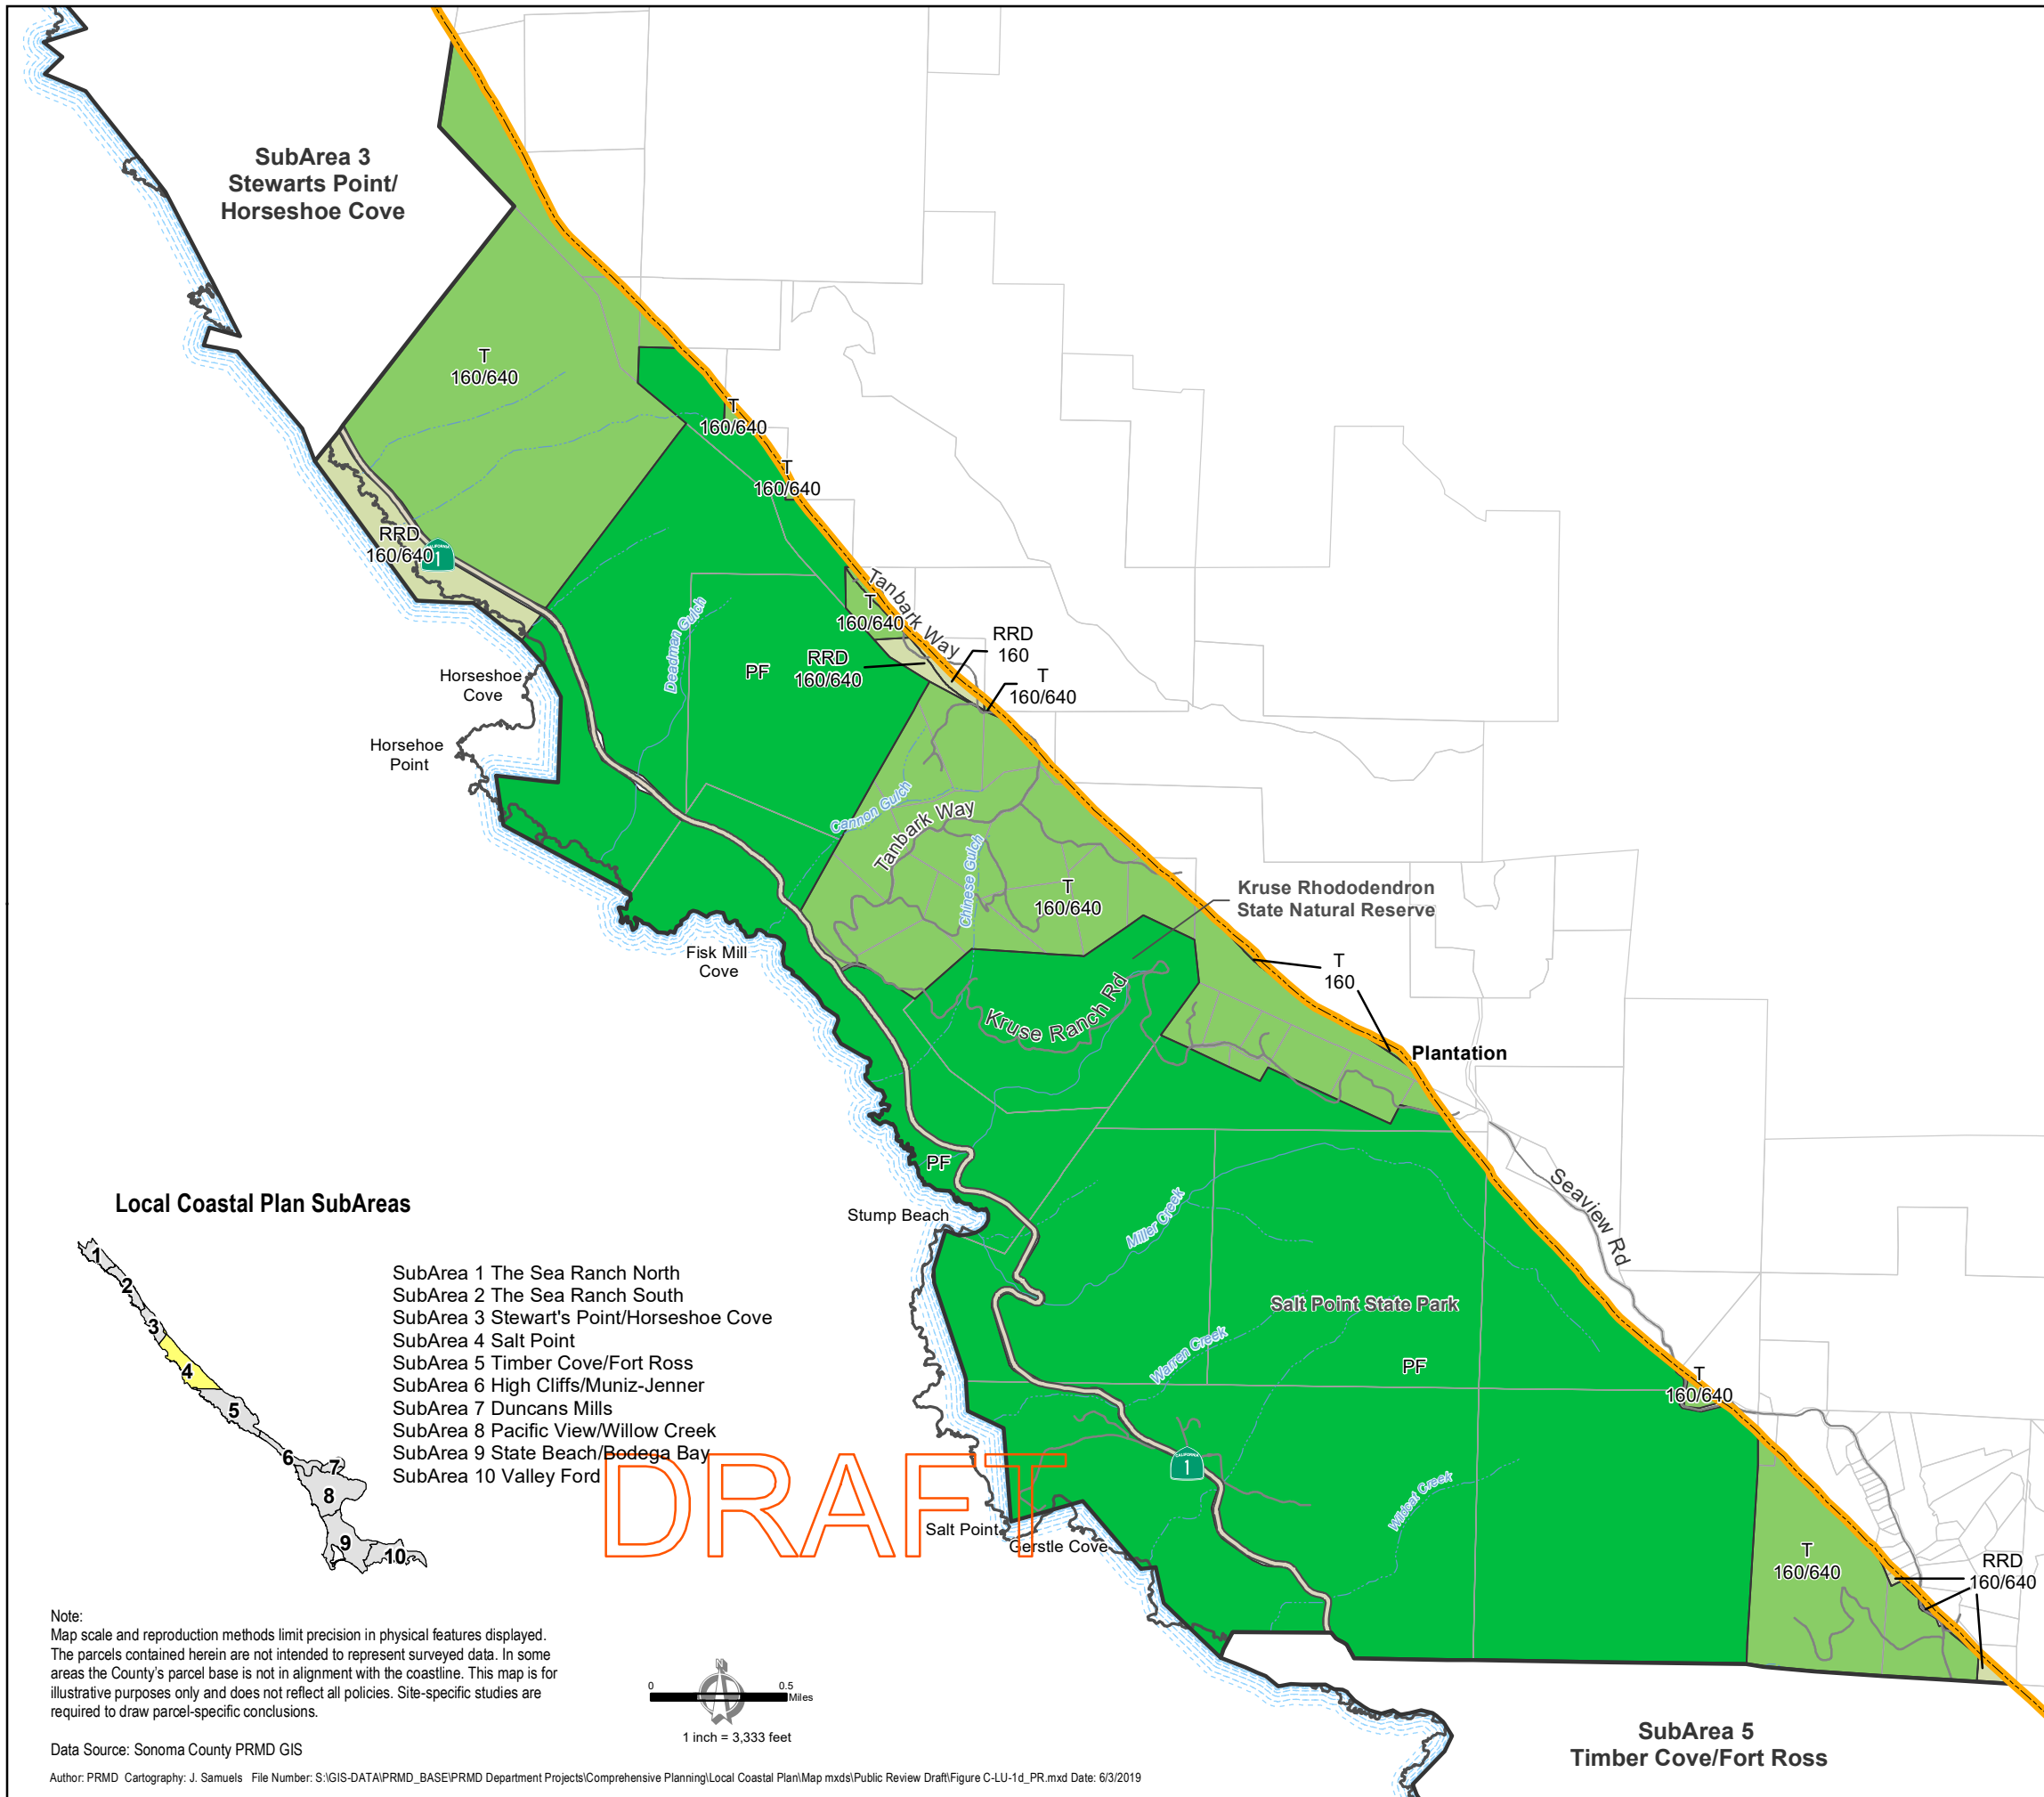 SubArea 3
Stewarts Point/
Horseshoe Cove
T
160/640
T
160/640
T
160/640
RRD
160/640
CALIFORNIA
1
Tanbark Way
T
160/640
RRD
160
RRD
160/640
T
160/640
PF
Deadman Gulch
Horseshoe
Cove
Horsehoe
Point
Cannon Gulch
Tanbark Way
Chinese Gulch
T
160/640
Kruse Rhododendron
State Natural Reserve
Fisk Mill
Cove
T
160
Kruse Ranch Rd
Plantation
PF
Seaview Rd
Stump Beach
Miller Creek
Salt Point State Park
Warren Creek
PF
T
160/640
CALIFORNIA
1
Wildcat Creek
Salt Point
Gerstle Cove
T
160/640
RRD
160/640
Local Coastal Plan SubAreas
1
2
3
4
5
6
7
8
9
10
SubArea 1 The Sea Ranch North
SubArea 2 The Sea Ranch South
SubArea 3 Stewart's Point/Horseshoe Cove
SubArea 4 Salt Point
SubArea 5 Timber Cove/Fort Ross
SubArea 6 High Cliffs/Muniz-Jenner
SubArea 7 Duncans Mills
SubArea 8 Pacific View/Willow Creek
SubArea 9 State Beach/Bodega Bay
SubArea 10 Valley Ford
DRAFT
Note:
Map scale and reproduction methods limit precision in physical features displayed.
The parcels contained herein are not intended to represent surveyed data. In some
areas the County's parcel base is not in alignment with the coastline. This map is for
illustrative purposes only and does not reflect all policies. Site-specific studies are
required to draw parcel-specific conclusions.
N
0 0.5
Miles
1 inch = 3,333 feet
SubArea 5
Timber Cove/Fort Ross
Data Source: Sonoma County PRMD GIS
Author: PRMD Cartography: J. Samuels File Number: S:\GIS-DATA\PRMD_BASE\PRMD Department Projects\Comprehensive Planning\Local Coastal Plan\Map mxds\Public Review Draft\Figure C-LU-1d_PR.mxd Date: 6/3/2019